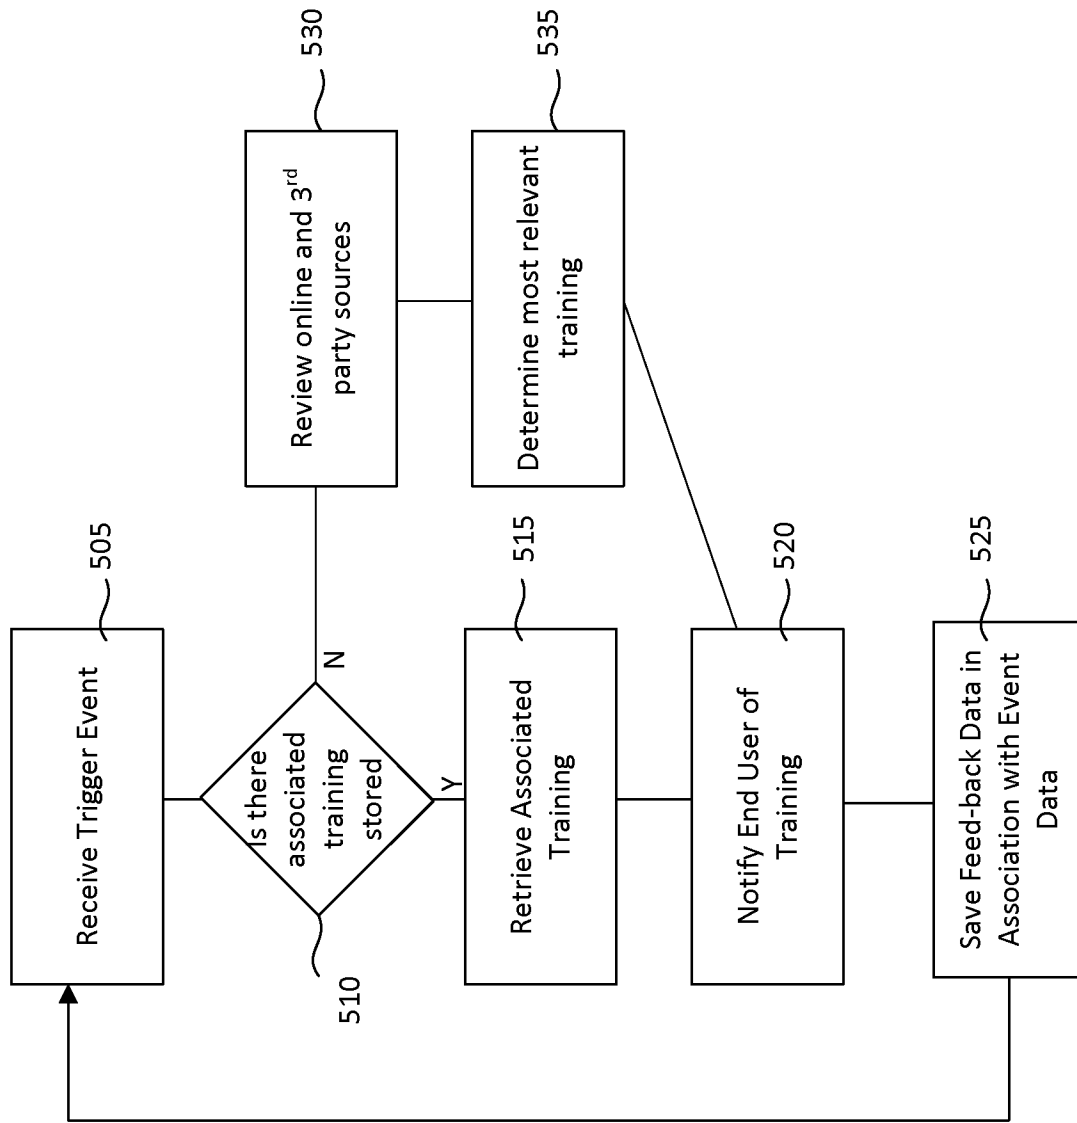 505
Receive Trigger Event
510
Is there
associated
training
stored
N
Y
530
Review online and 3rd
party sources
535
Determine most relevant
training
515
Retrieve Associated
Training
520
Notify End User of
Training
525
Save Feed-back Data in
Association with Event
Data